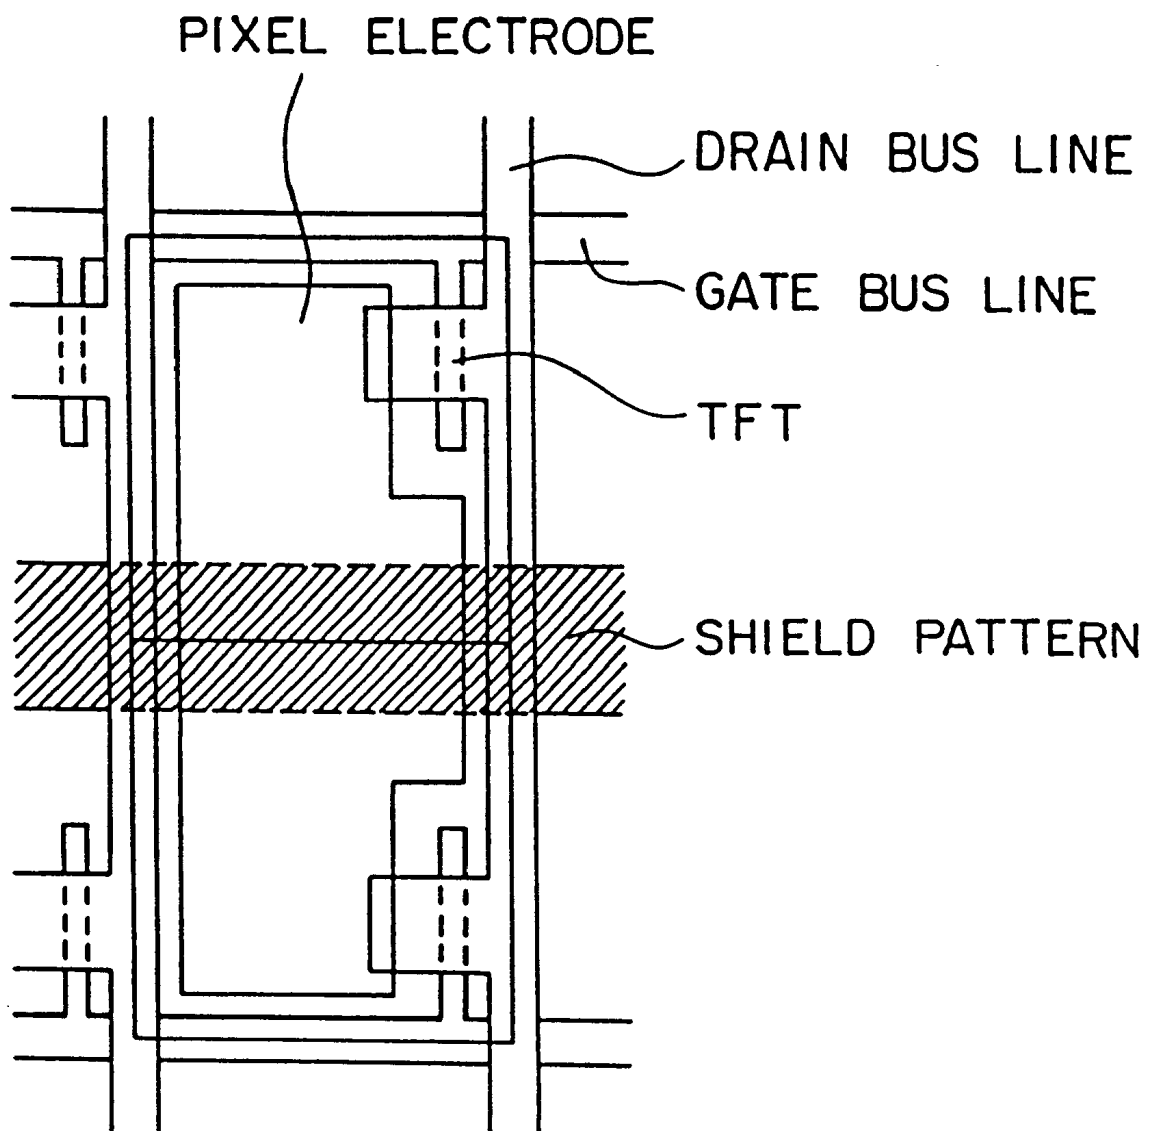 PIXEL ELECTRODE
DRAIN BUS LINE
GATE BUS LINE
TFT
SHIELD PATTERN